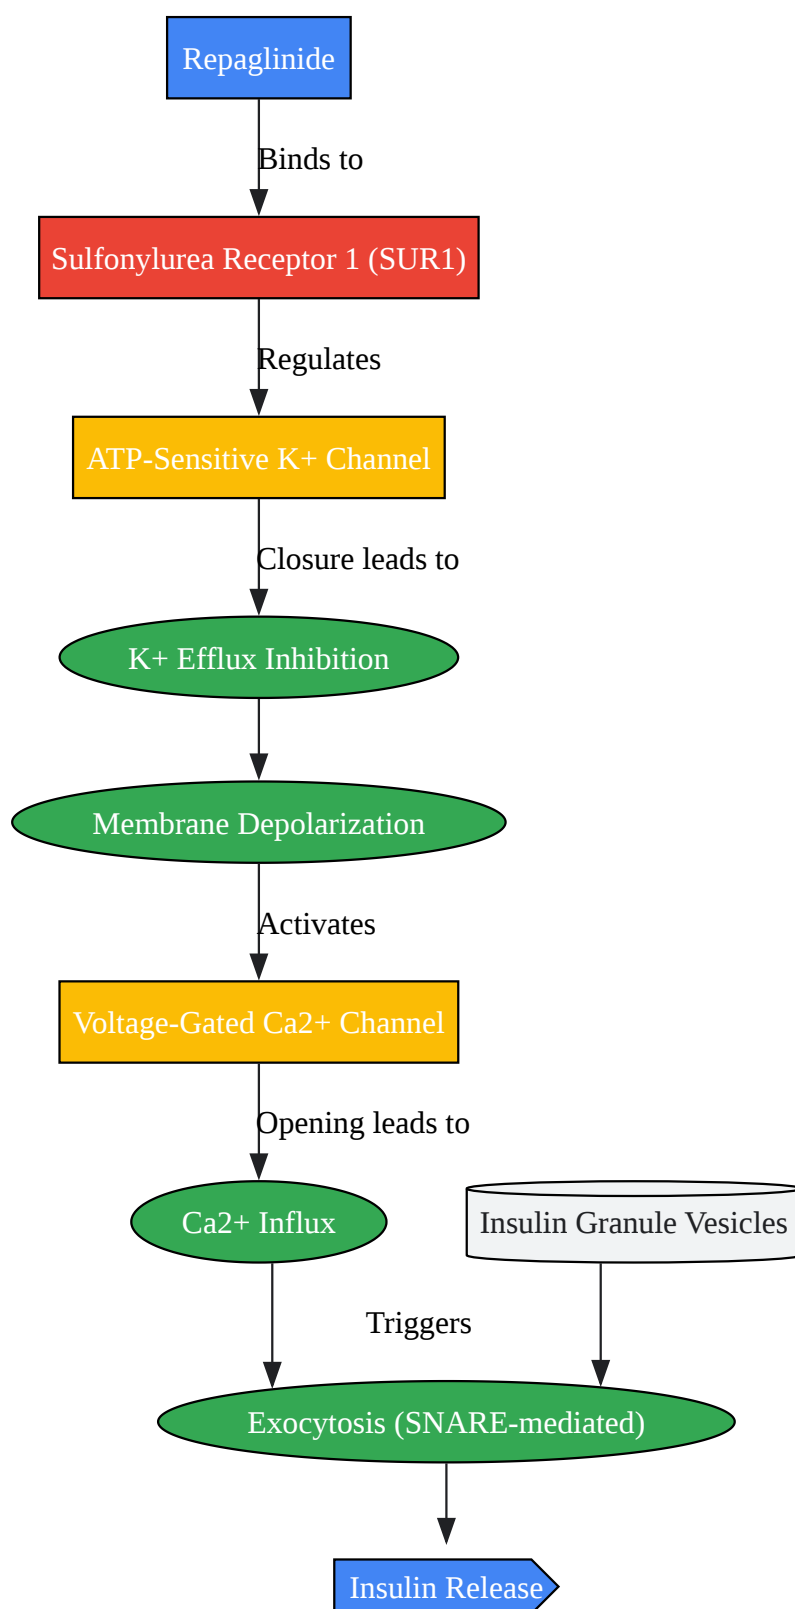 Repaglinide
Binds to
Sulfonylurea Receptor 1 (SUR1)
Regulates
ATP-Sensitive K+ Channel
Closure leads to
K+ Efflux Inhibition
Membrane Depolarization
Activates
Voltage-Gated Ca2+ Channel
Opening leads to
Ca2+ Influx
Insulin Granule Vesicles
Triggers
Exocytosis (SNARE-mediated)
Insulin Release